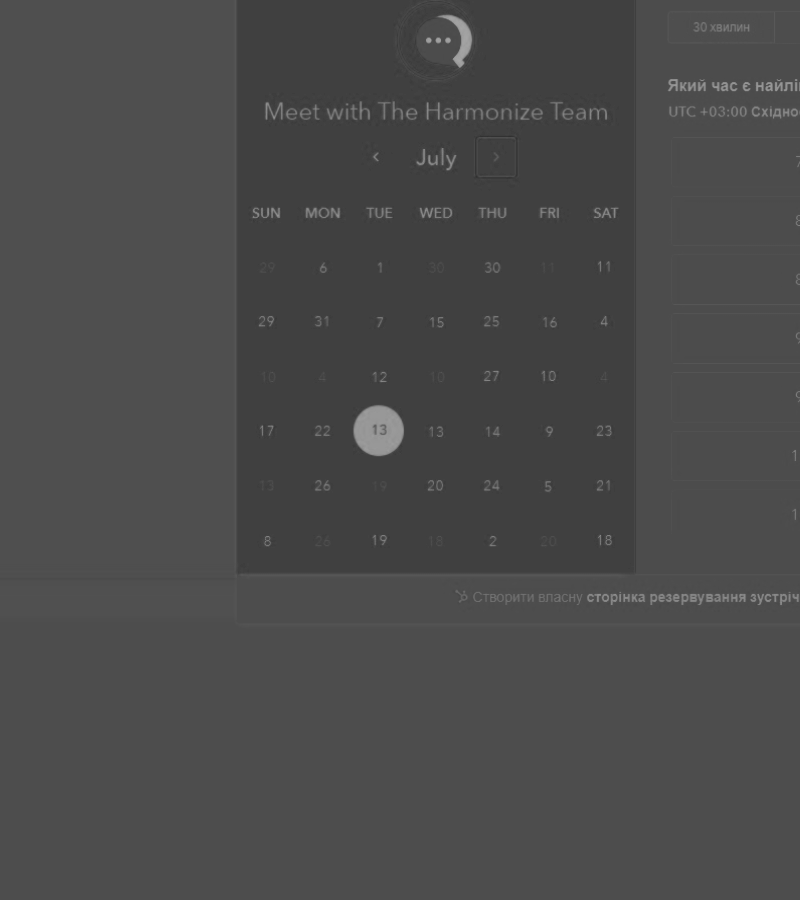 30 хвилин
Meet with The Harmonize Team
Який час є найлі
UTC +03:00 Східно
July
SUN MON TUE WED THU FRI SAT
29 6 1 30 30 11 11
29 31 7 15 25 16 4
10 4 12 10 27 10 4
17 22 13 13 14 9 23
13 26 19 20 24 5 21
8 26 19 18 2 20 18
7
8
8
9
9
1
1
Створити власну сторінка резервування зустріч